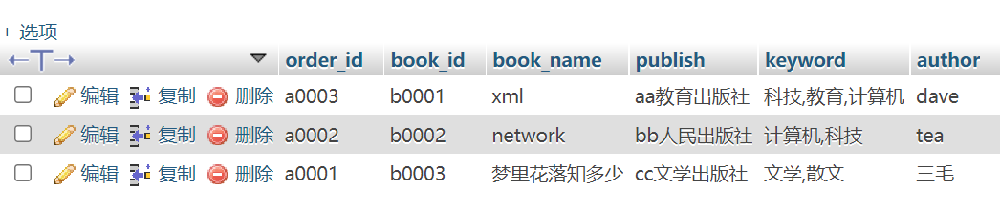 + 选项
←T→ ▼ order_id book_id book_name publish keyword author
编辑 复制 删除 a0003 b0001 xml aa教育出版社 科技,教育,计算机 dave
编辑 复制 删除 a0002 b0002 network bb人民出版社 计算机,科技 tea
编辑 复制 删除 a0001 b0003 梦里花落知多少 cc文学出版社 文学,散文 三毛